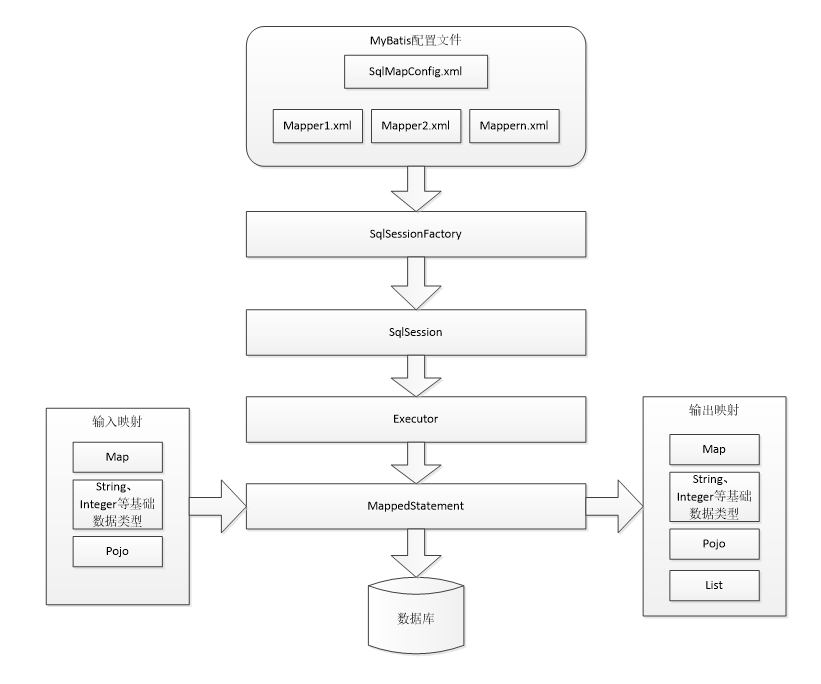 MyBatis配置文件
SqlMapConfig.xml
Mapper1.xml
Mapper2.xml
Mappern.xml
SqlSessionFactory
SqlSession
Executor
MappedStatement
数据库
输入映射
Map
String、
Integer等基础
数据类型
Pojo
输出映射
Map
String、
Integer等基础
数据类型
Pojo
List